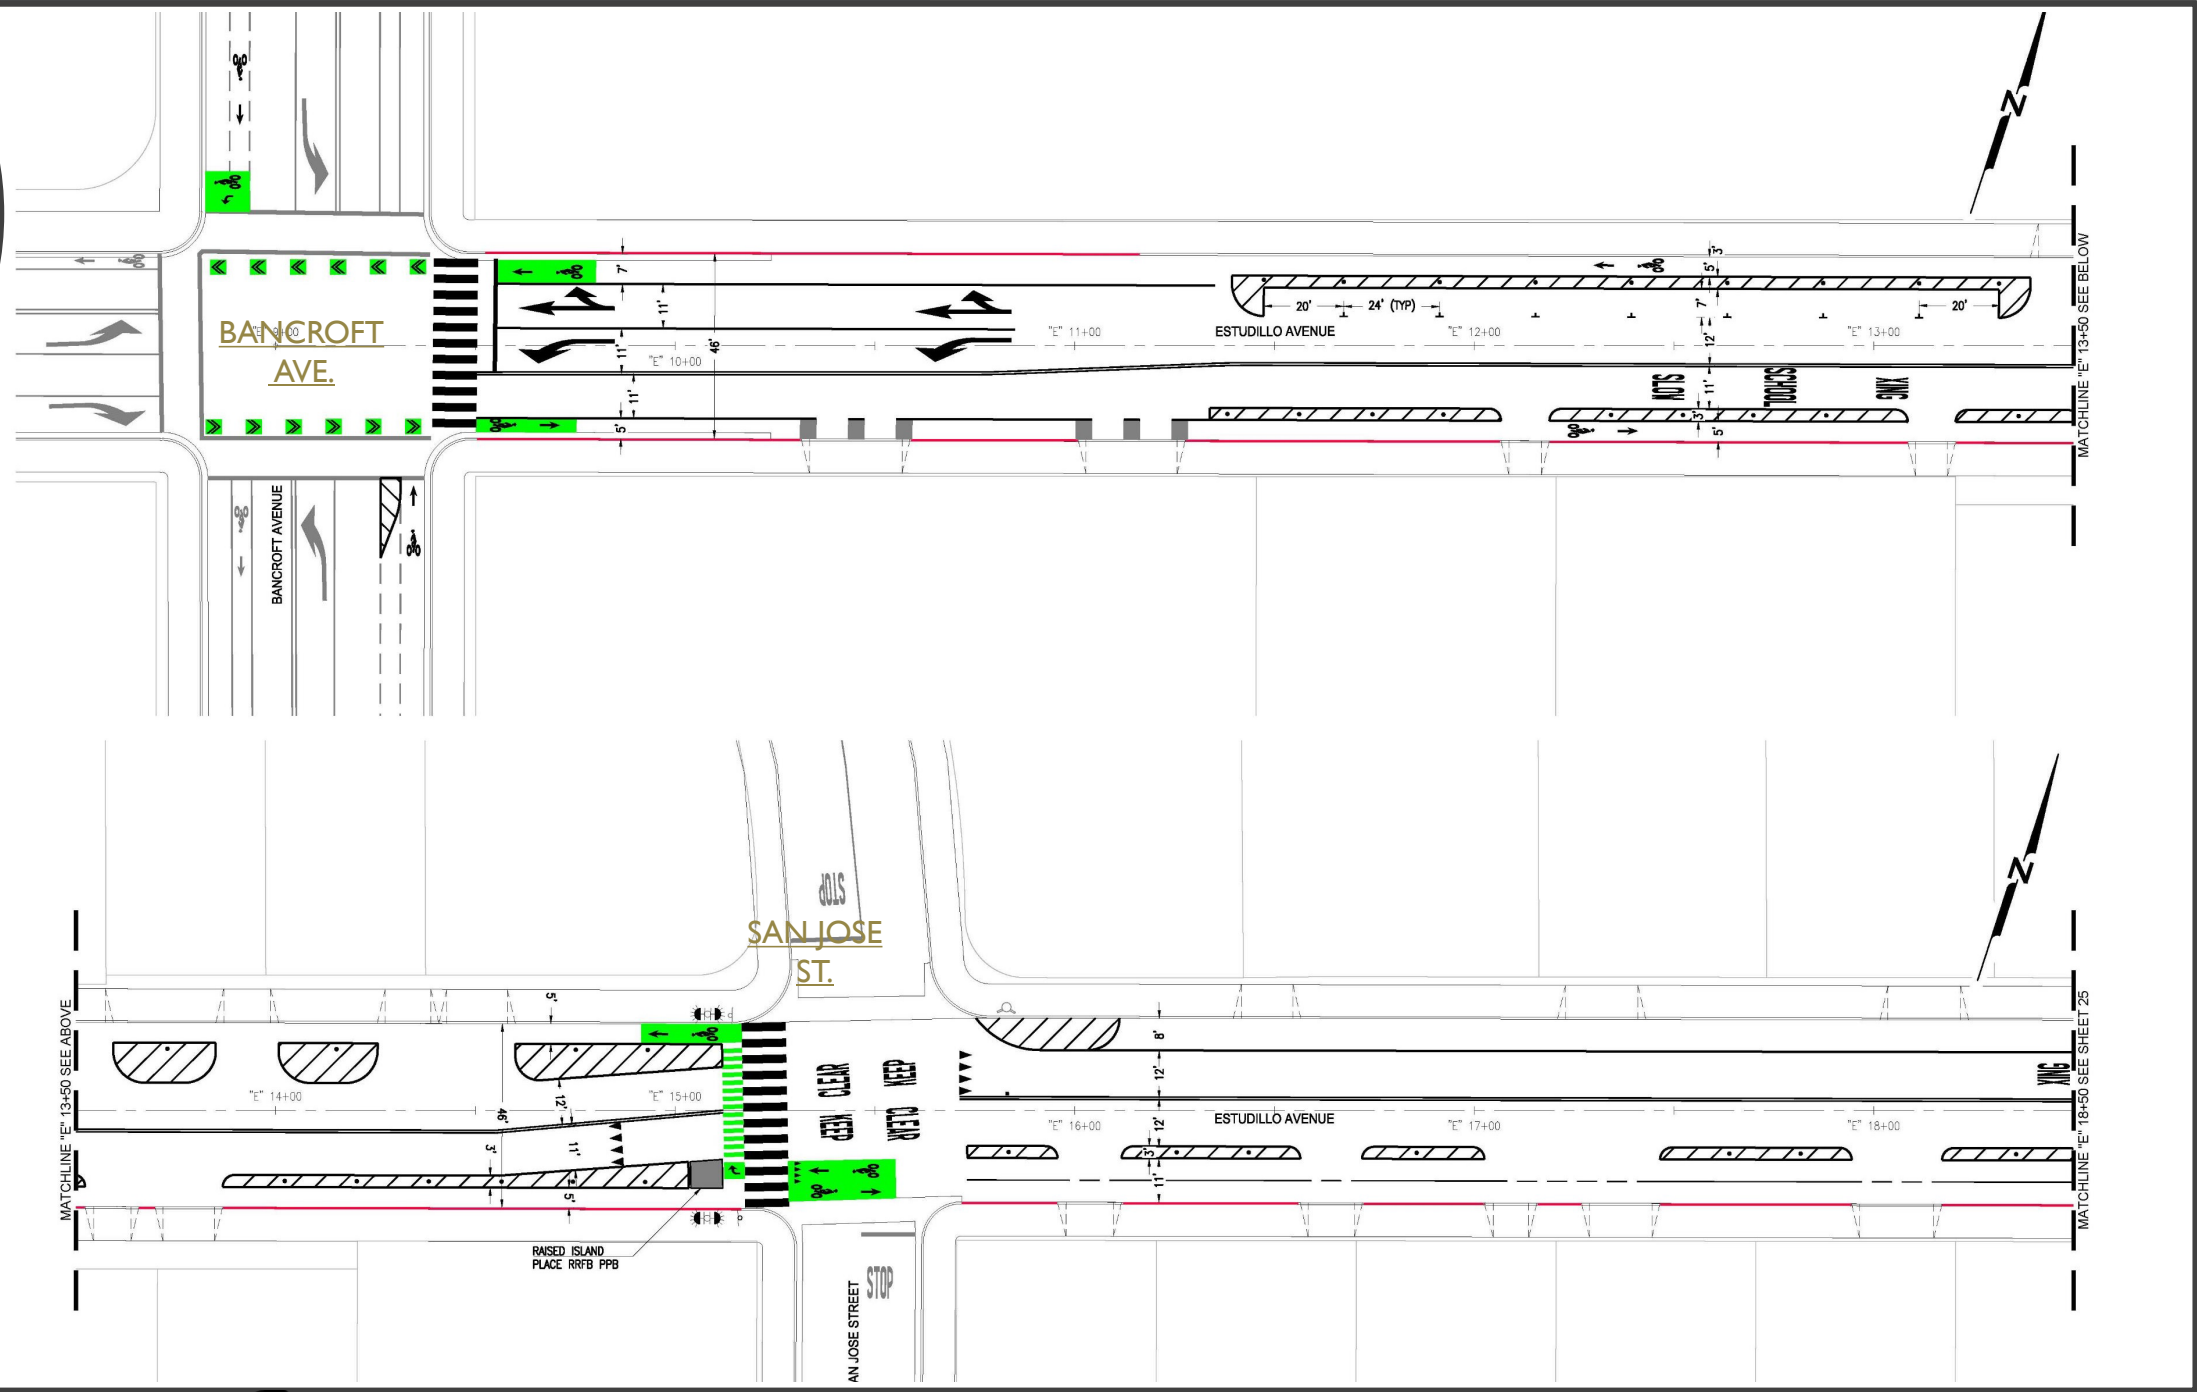 BANCROFT
AVE.
"E" 9+00
"E" 10+00
"E" 11+00
ESTUDILLO AVENUE
"E" 12+00
"E" 13+00
7'
11'
11'
11'
46'
5'
20'
24' (TYP)
20'
3'
5'
7'
12'
11'
3'
5'
SLOW
SCHOOL
XING
N
MATCHLINE "E" 13+50 SEE BELOW
BANCROFT AVENUE
STOP
SAN JOSE
ST.
N
MATCHLINE "E" 13+50 SEE ABOVE
"E" 14+00
"E" 15+00
5'
46'
12'
11'
3'
5'
KEEP
CLEAR
KEEP
CLEAR
8'
12'
12'
3'
11'
"E" 16+00
ESTUDILLO AVENUE
"E" 17+00
"E" 18+00
XING
MATCHLINE "E" 18+50 SEE SHEET 25
RAISED ISLAND
PLACE RRFB PPB
STOP
AN JOSE STREET